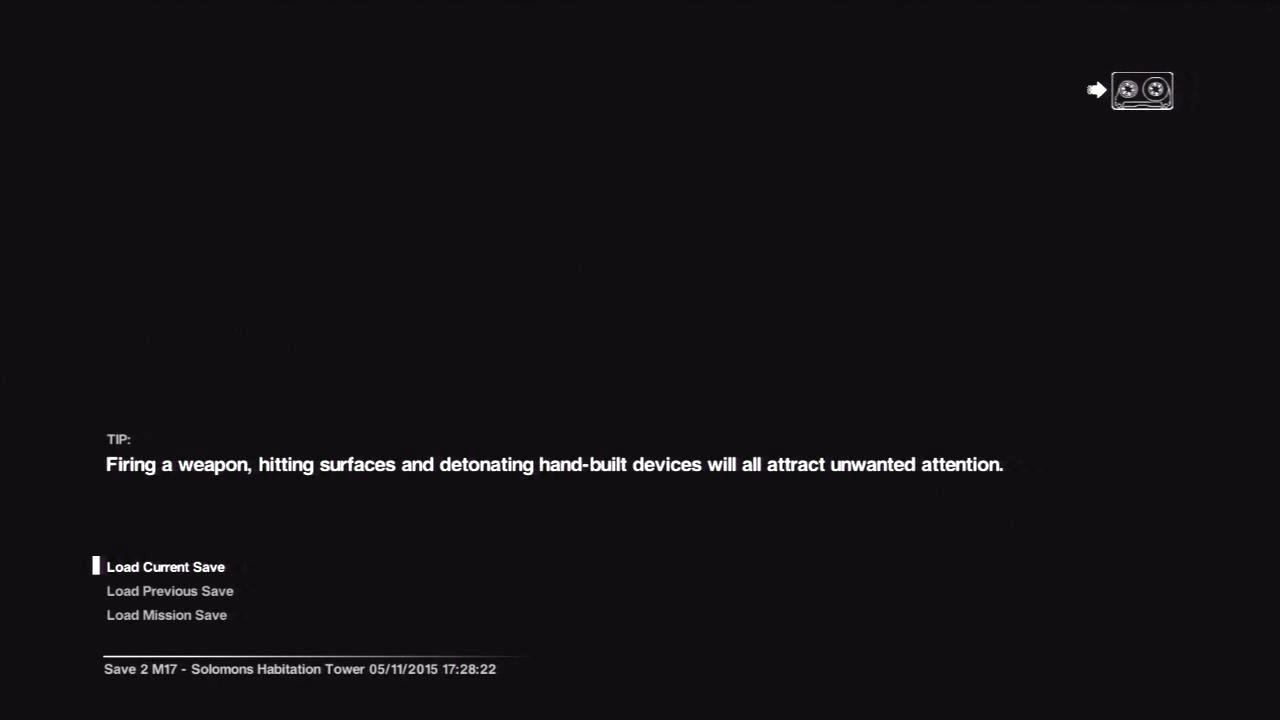 TIP:
Firing a weapon, hitting surfaces and detonating hand-built devices will all attract unwanted attention.
Load Current Save
Load Previous Save
Load Mission Save
Save 2 M17 - Solomons Habitation Tower 05/11/2015 17:28:22